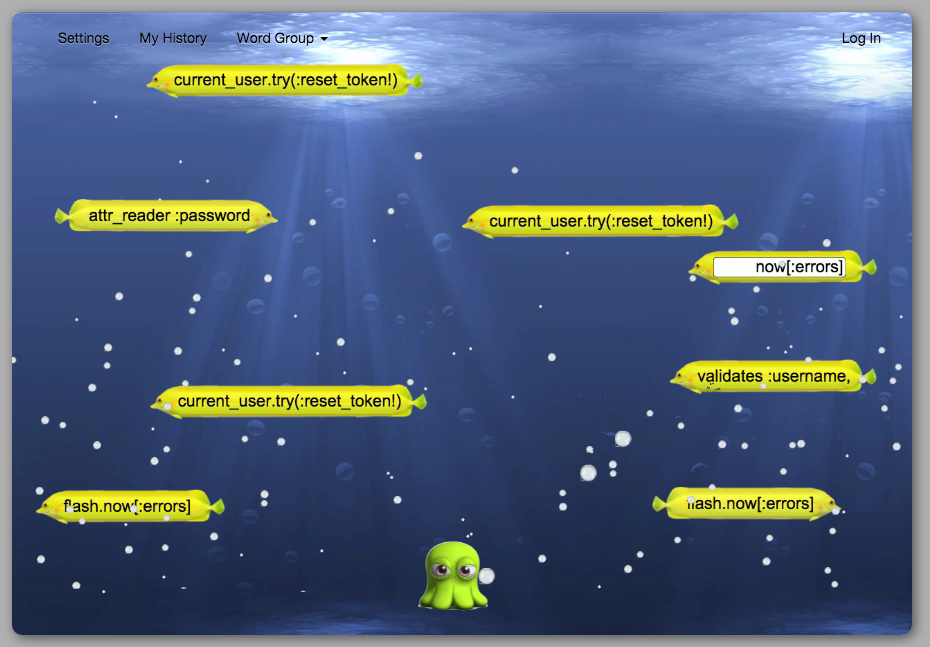 Settings
My History
Word Group
Log In
current_user.try(:reset_token!)
attr_reader :password
current_user.try(:reset_token!)
now[:errors]
validates :username,
current_user.try(:reset_token!)
flash.now[:errors]
flash.now[:errors]